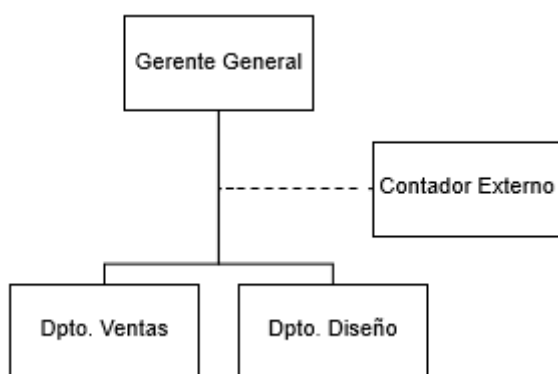 Gerente General
Contador Externo
Dpto. Ventas
Dpto. Diseño